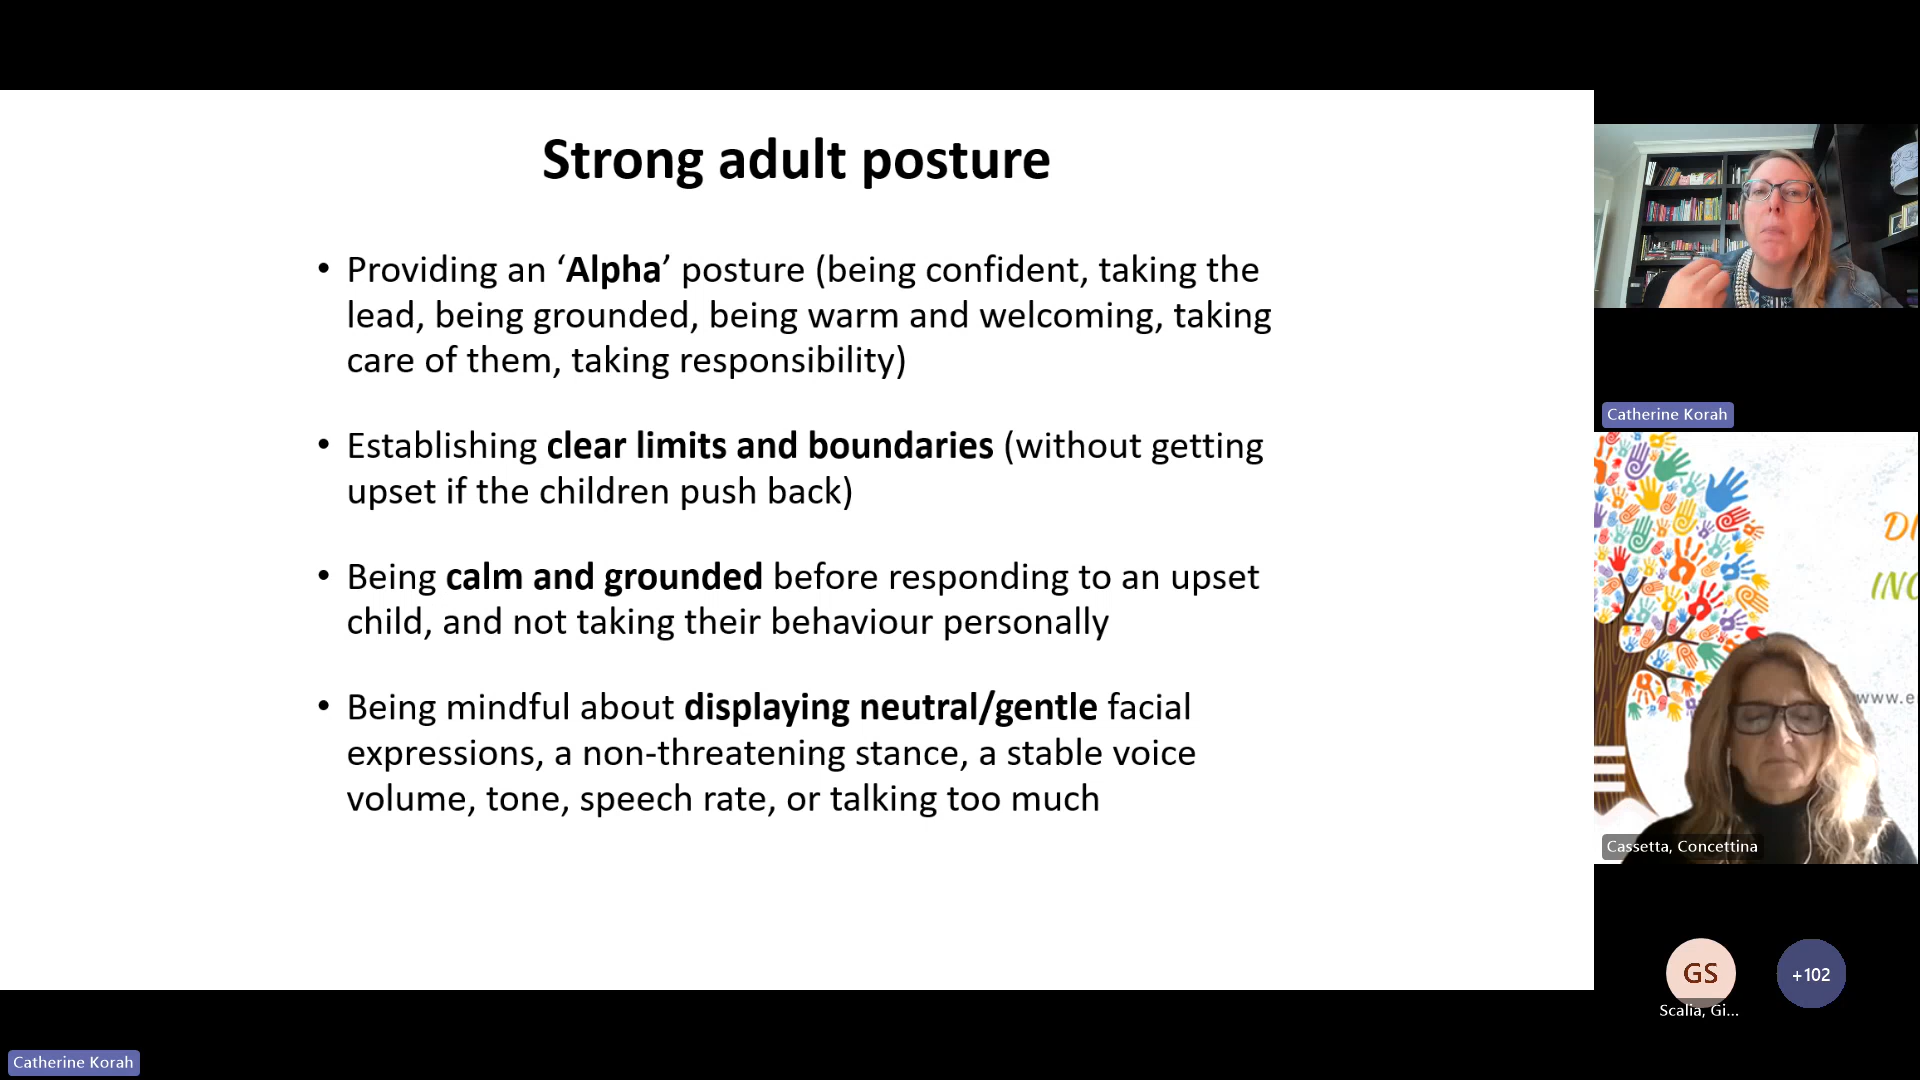 Strong adult posture
• Providing an ‘Alpha’ posture (being confident, taking the
lead, being grounded, being warm and welcoming, taking
care of them, taking responsibility)
• Establishing clear limits and boundaries (without getting
upset if the children push back)
• Being calm and grounded before responding to an upset
child, and not taking their behaviour personally
• Being mindful about displaying neutral/gentle facial
expressions, a non-threatening stance, a stable voice
volume, tone, speech rate, or talking too much
Catherine Korah
DI
INC
www.e
Cassetta, Concettina
GS
Scalia, Gi...
+102
Catherine Korah